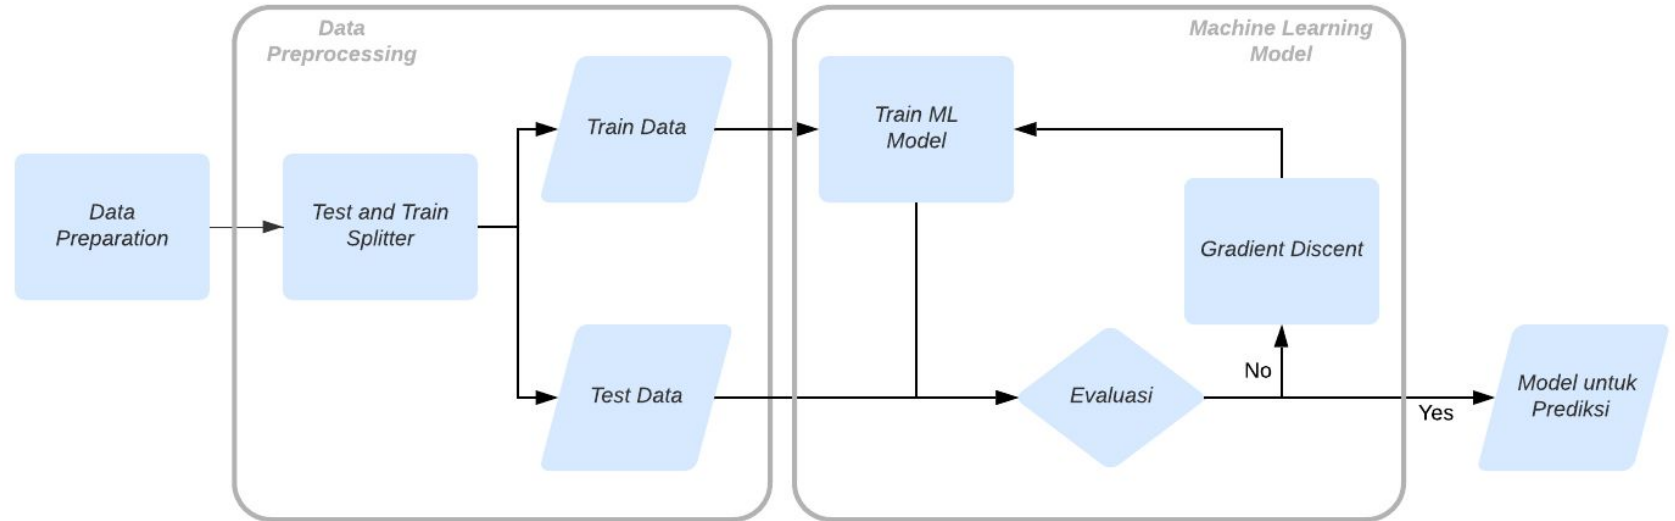 Data
Preprocessing
Machine Learning
Model
Data
Preparation
Test and Train
Splitter
Train Data
Test Data
Train ML
Model
Gradient Discent
Evaluasi
No
Yes
Model untuk
Prediksi